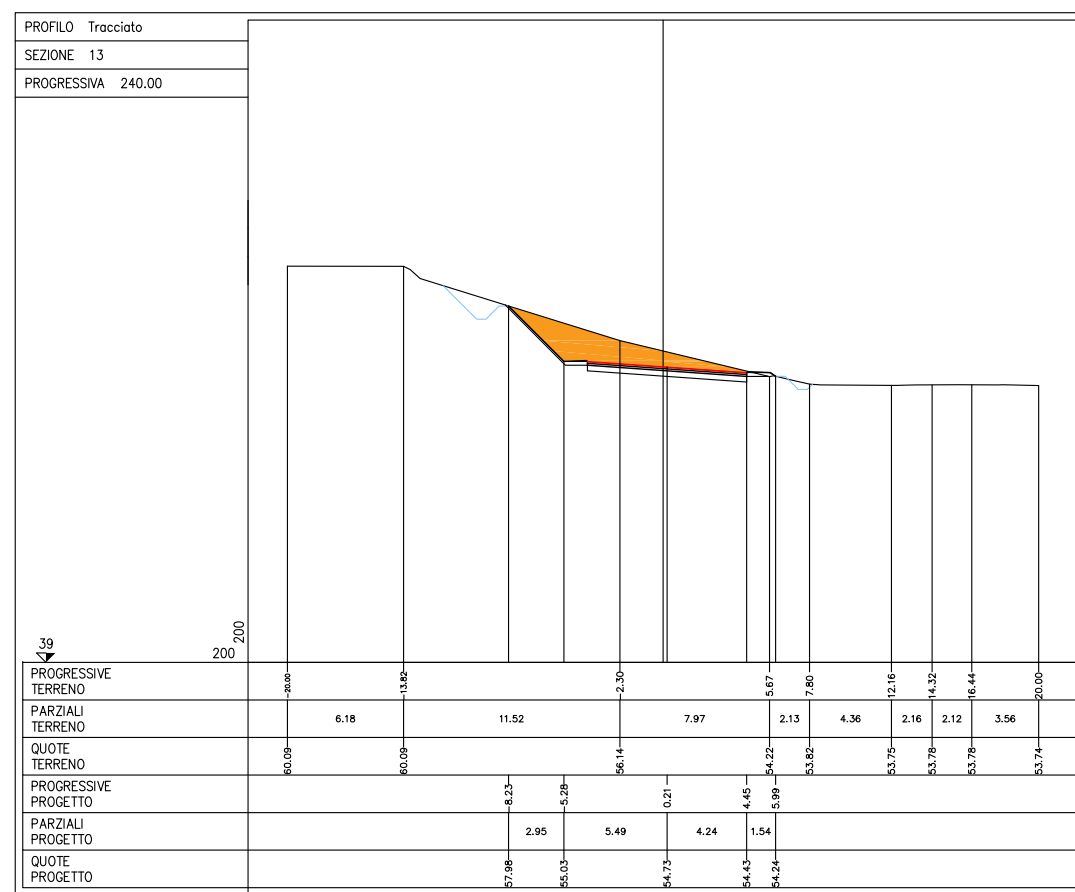 PROFILO Tracciato
SEZIONE 13
PROGRESSIVA 240.00
39
200
200
PROGRESSIVE
TERRENO
-20.00
-13.82
-2.30
5.67
7.80
12.16
14.32
16.44
20.00
PARZIALI
TERRENO
6.18
11.52
7.97
2.13
4.36
2.16
2.12
3.56
QUOTE
TERRENO
60.09
60.09
56.14
54.22
53.82
53.75
53.78
53.78
53.74
PROGRESSIVE
PROGETTO
-8.23
-5.28
0.21
4.45
5.99
PARZIALI
PROGETTO
2.95
5.49
4.24
1.54
QUOTE
PROGETTO
57.98
55.03
54.73
54.43
54.24